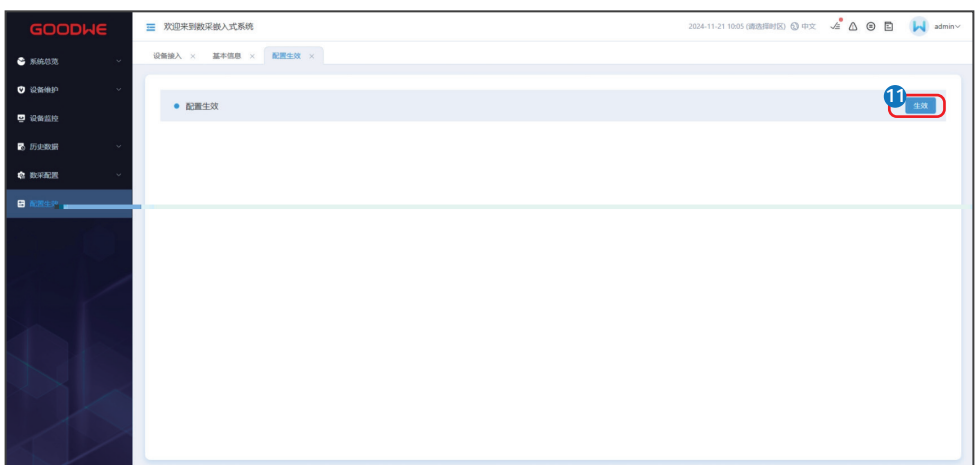 GOODWE
欢迎来到数采嵌入式系统
2024-11-21 10:05 (请选择时区) 中文
admin
设备接入 × 基本信息 × 配置生效 ×
系统总览
设备维护
设备监控
历史数据
数采配置
配置生效
配置生效
11
生效